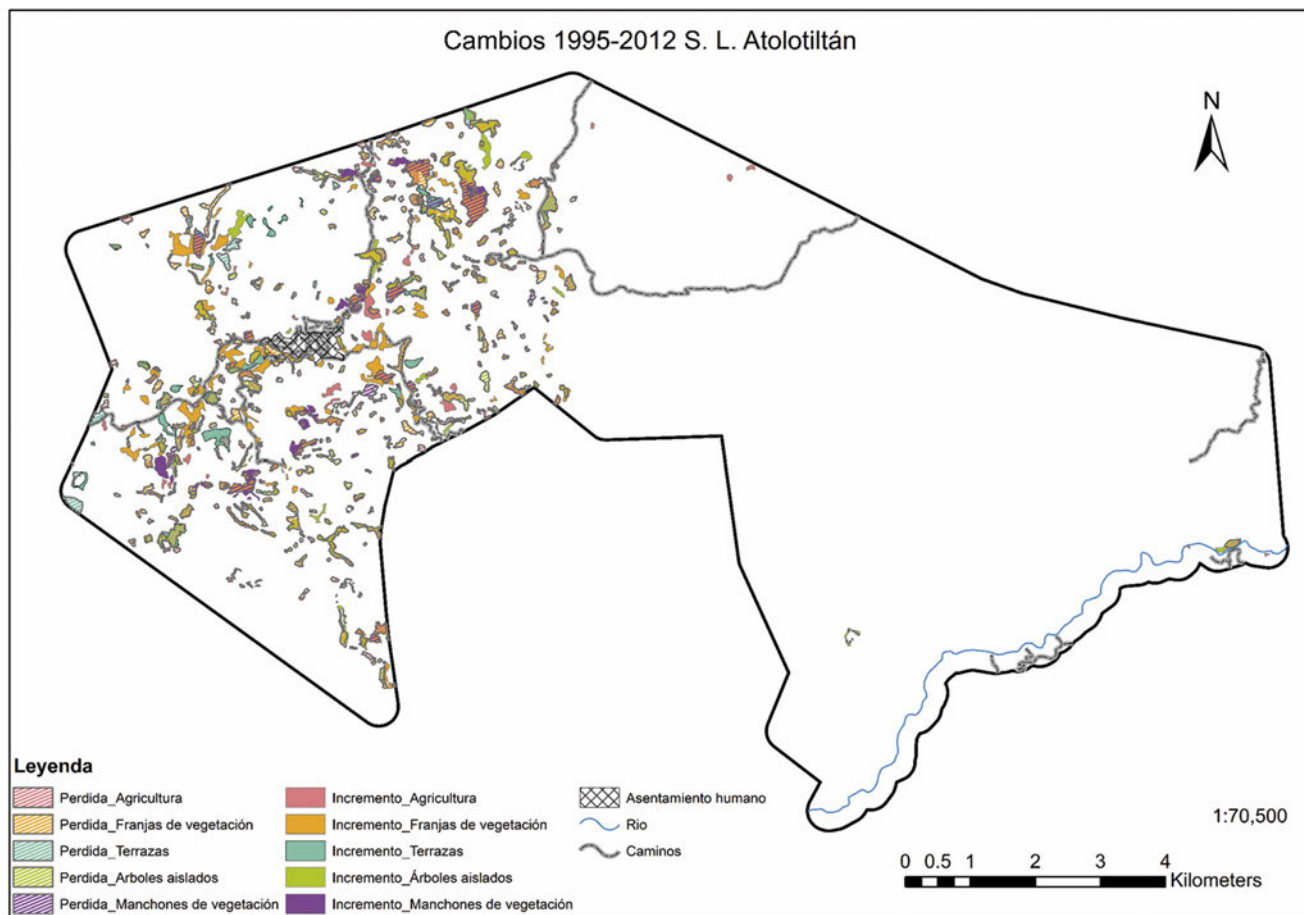 Cambios 1995-2012 S. L. Atolotiltán
N
Leyenda
Perdida_Agricultura
Perdida_Franjas de vegetación
Perdida_Terrazas
Perdida_Arboles aislados
Perdida_Manchones de vegetación
Incremento_Agricultura
Incremento_Franjas de vegetación
Incremento_Terrazas
Incremento_Árboles aislados
Incremento_Manchones de vegetación
Asentamiento humano
Rio
Caminos
1:70,500
0 0.5 1 2 3 4
Kilometers